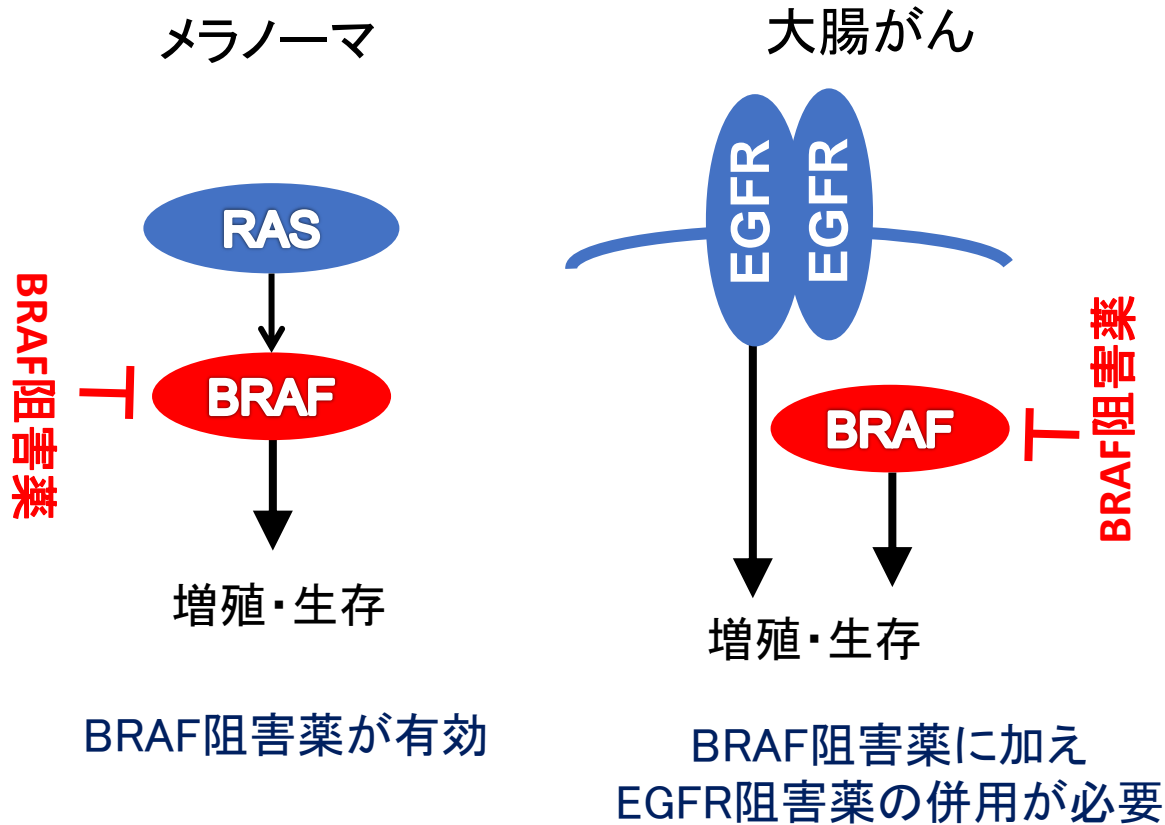 メラノーマ
RAS
BRAF阻害薬
BRAF
増殖・生存
BRAF阻害薬が有効
大腸がん
EGFR
EGFR
BRAF
BRAF阻害薬
増殖・生存
BRAF阻害薬に加え
EGFR阻害薬の併用が必要